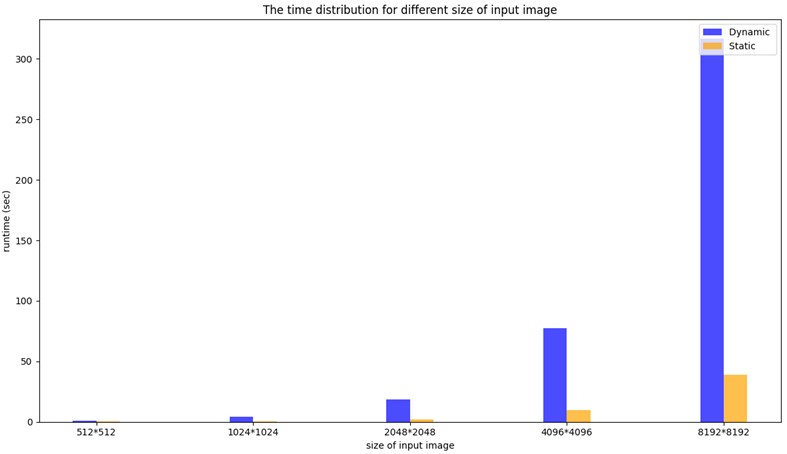 The time distribution for different size of input image
Dynamic
Static
runtime (sec)
300
250
200
150
100
50
0
512*512
1024*1024
2048*2048
4096*4096
8192*8192
size of input image